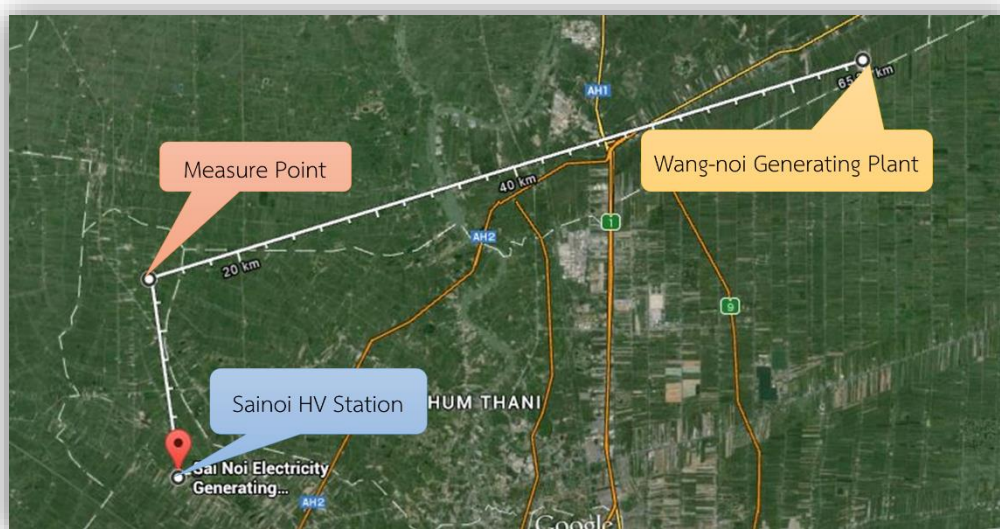 AH1
Wang-noi Generating Plant
Measure Point
40 km
1
AH2
20 km
9
Sainoi HV Station
HUM THANI
Sai Noi Electricity
Generating...
AH2
Google